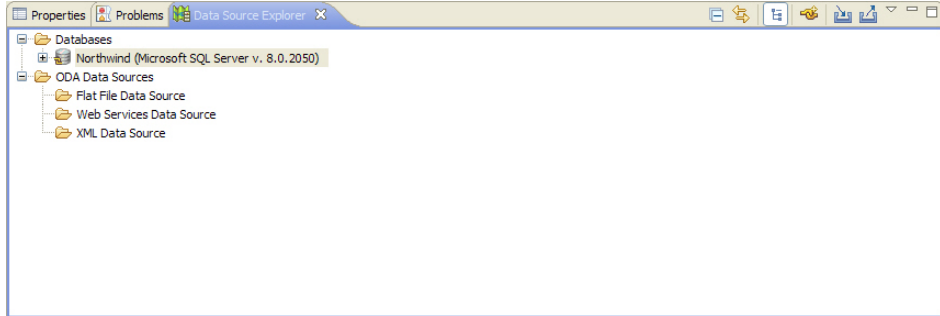 Properties Problems Data Source Explorer
Databases
Northwind (Microsoft SQL Server v. 8.0.2050)
ODA Data Sources
Flat File Data Source
Web Services Data Source
XML Data Source